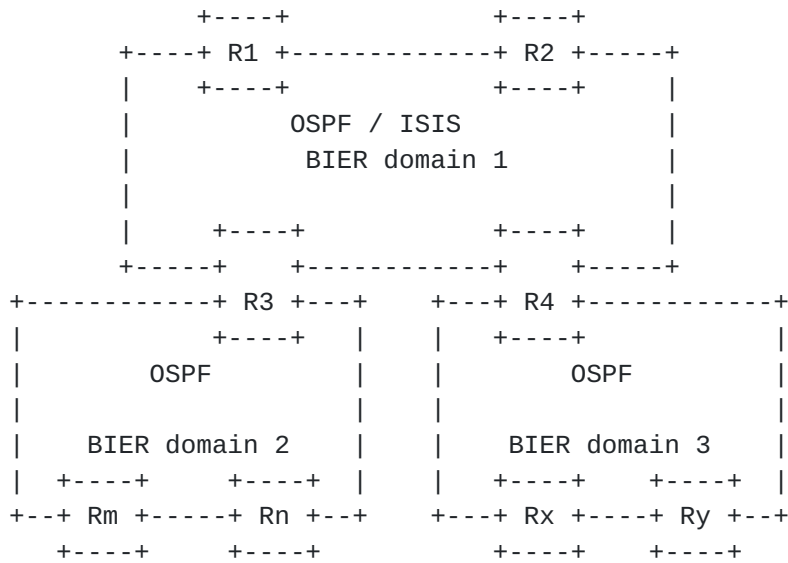 R1 R2
OSPF / ISIS
BIER domain 1
R3 R4
OSPF OSPF
BIER domain 2 BIER domain 3
Rm Rn Rx Ry